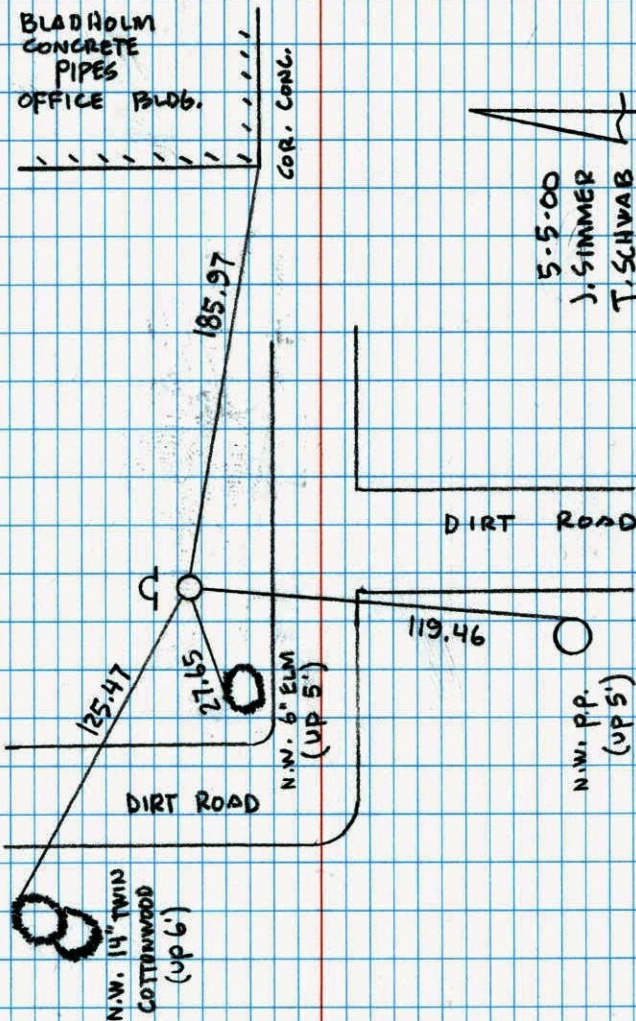 BLADHOLM
CONCRETE
PIPES
OFFICE BLDG.
COR. CONC.
5-5-00
J. SIMMER
T. SCHWAB
185.97
DIRT ROAD
119.46
27.65
125.47
N.W. 6" ELM
(UP 5')
N.W. P.P.
(UP 5')
DIRT ROAD
N.W. 14" TWIN
COTTONWOOD
(UP 6')